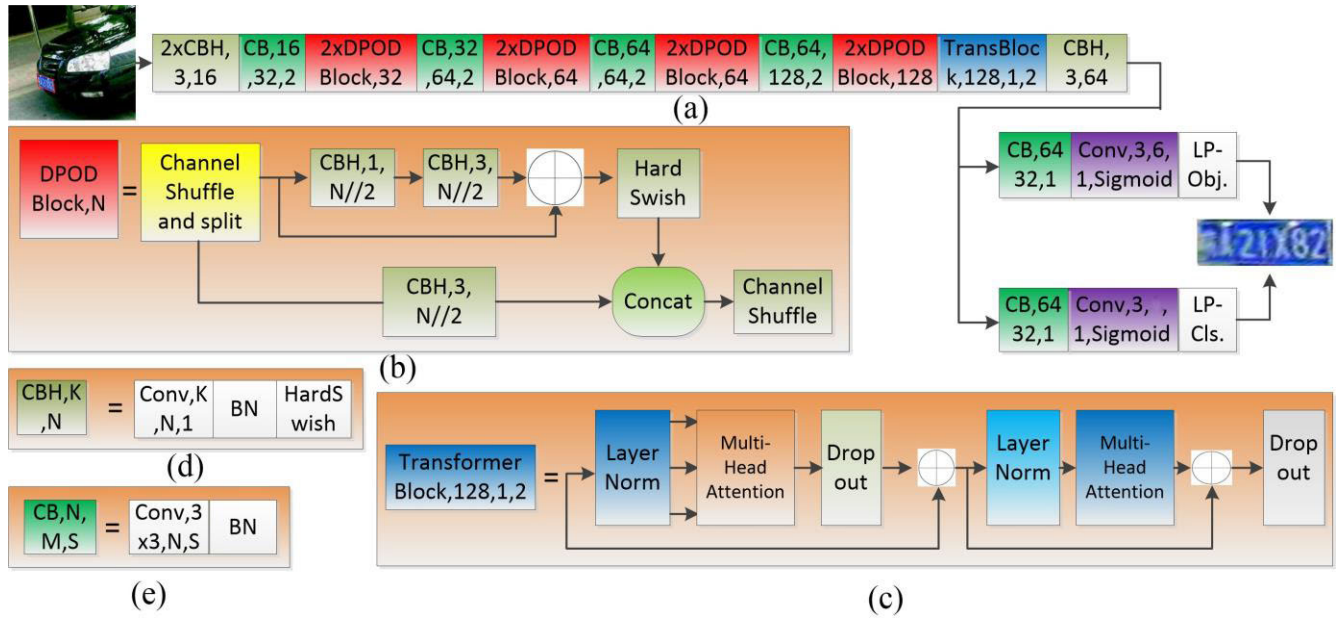 2xCBH,
3,16
CB,16
,32,2
2xDPOD
Block,32
CB,32
,64,2
2xDPOD
Block,64
CB,64
,64,2
2xDPOD
Block,64
CB,64,
128,2
2xDPOD
Block,128
TransBloc
k,128,1,2
CBH,
3,64
(a)
CB,64
32,1
Conv,3,6,
1,Sigmoid
LP-
Obj.
CB,64
32,1
Conv,3, ,
1,Sigmoid
LP-
Cls.
21X82
DPOD
Block,N
=
Channel
Shuffle
and split
CBH,1,
N//2
CBH,3,
N//2
Hard
Swish
CBH,3,
N//2
Concat
Channel
Shuffle
(b)
CBH,K
,N
=
Conv,K
,N,1
BN
HardS
wish
(d)
CB,N,
M,S
=
Conv,3
x3,N,S
BN
(e)
Transformer
Block,128,1,2
=
Layer
Norm
Multi-
Head
Attention
Drop
out
Layer
Norm
Multi-
Head
Attention
Drop
out
(c)